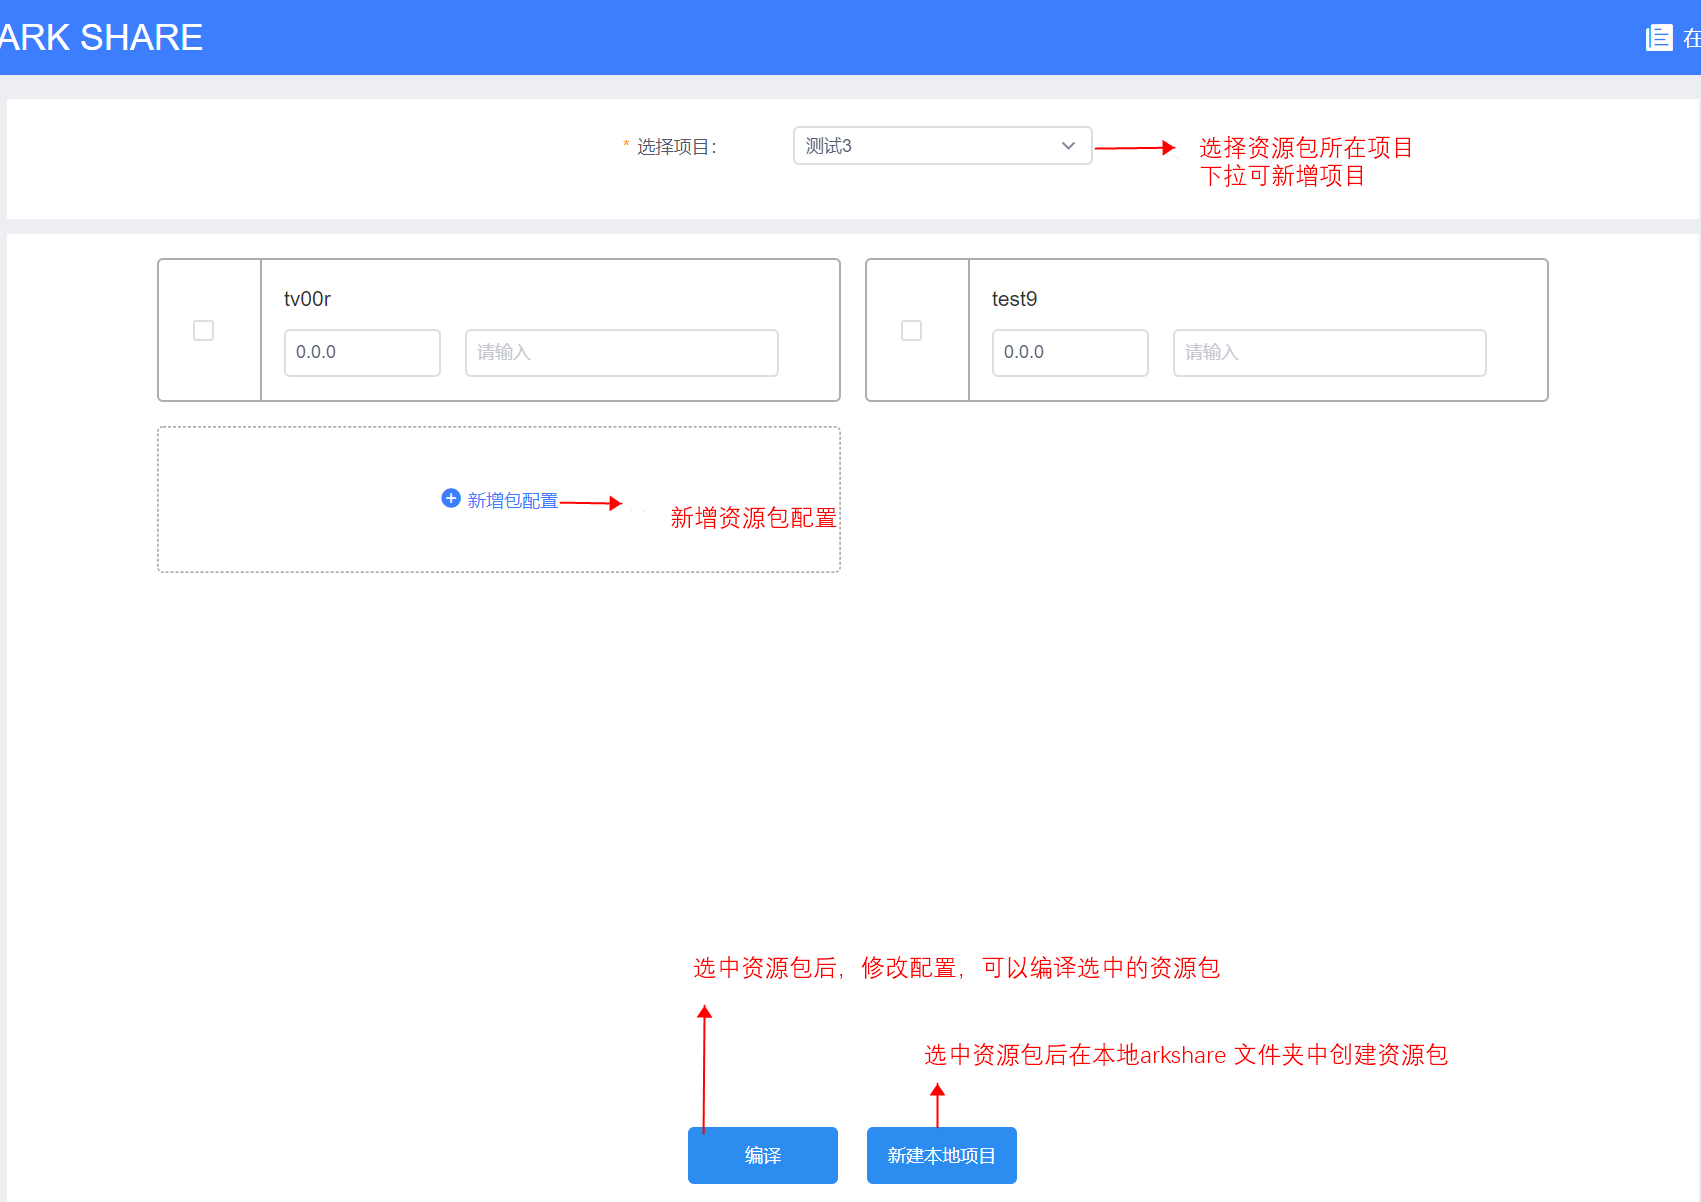 ARK SHARE
在
* 选择项目：
测试3
选择资源包所在项目
下拉可新增项目
tv00r
0.0.0
请输入
test9
0.0.0
请输入
新增包配置
新增资源包配置
选中资源包后，修改配置，可以编译选中的资源包
选中资源包后在本地arkshare 文件夹中创建资源包
编译
新建本地项目